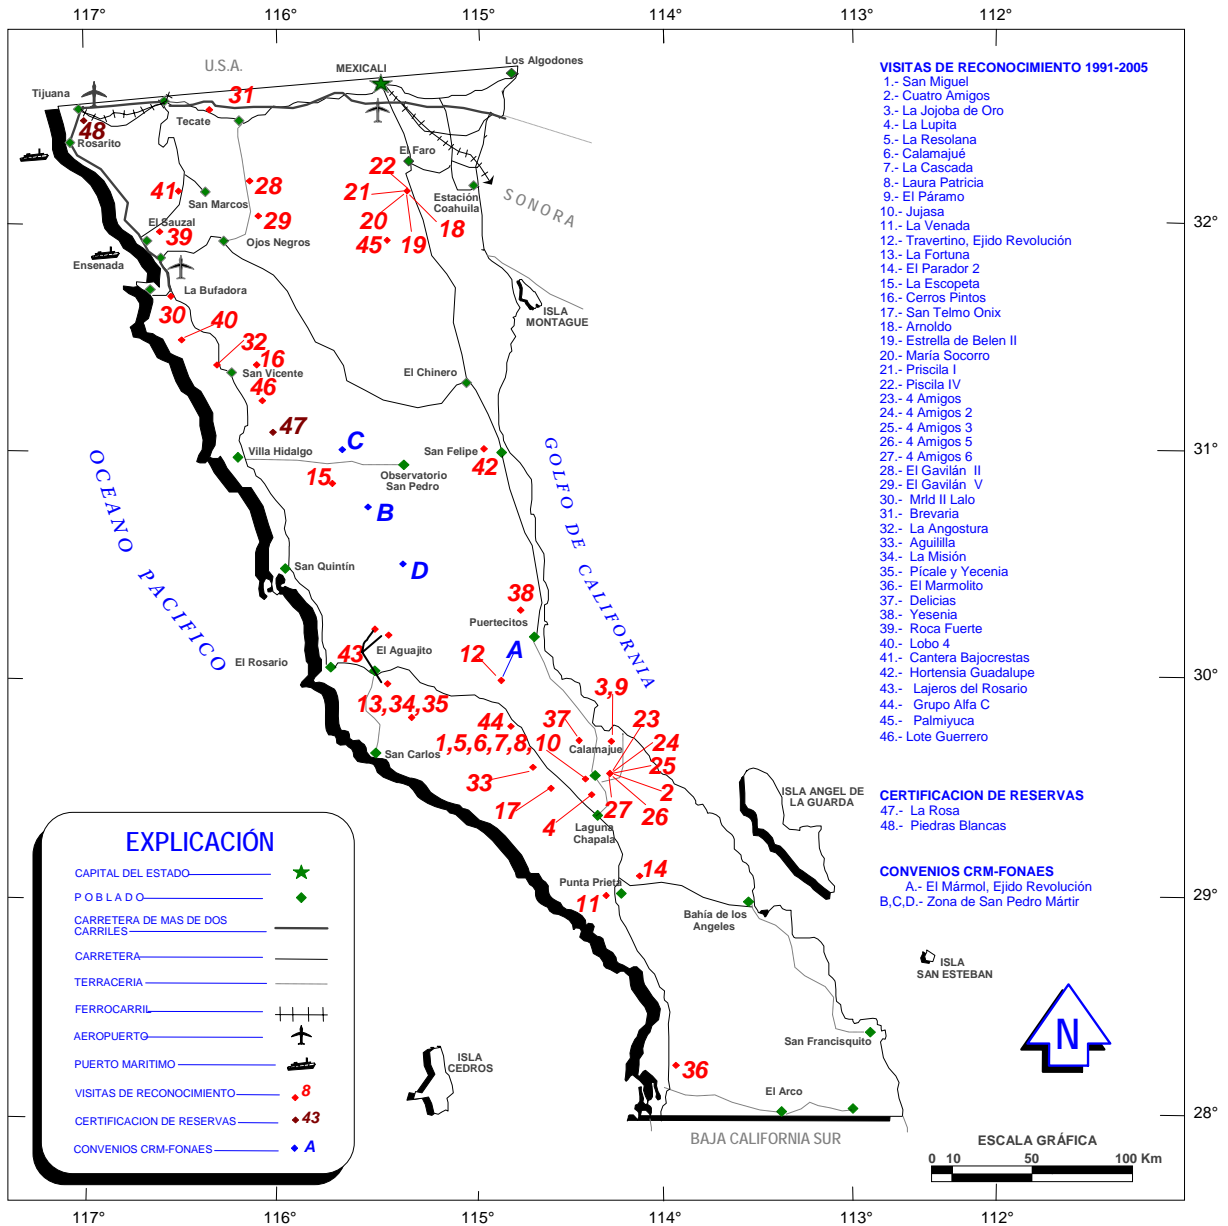 117°
116°
115°
114°
113°
112°
U.S.A.
MEXICALI
Los Algodones
Tijuana
31
Tecate
48
Rosarito
El Faro
22
28
41
21
Estación
Coahuila
SONORA
San Marcos
20
18
29
El Sauzal
39
19
45
Ojos Negros
Ensenada
La Bufadora
30
40
ISLA
MONTAGUE
32
16
San Vicente
El Chinero
46
47
C
Villa Hidalgo
San Felipe
42
15
Observatorio
San Pedro
B
OCEANO PACIFICO
GOLFO DE CALIFORNIA
San Quintín
D
38
Puertecitos
A
El Rosario
43
El Aguajito
12
3,9
13,34,35
44
37
23
1,5,6,7,8,10
Calamajue
24
San Carlos
25
33
2
17
27
26
4
Laguna
Chapala
ISLA ANGEL DE
LA GUARDA
14
Punta Prieta
11
Bahía de los
Angeles
ISLA
SAN ESTEBAN
San Francisquito
ISLA
CEDROS
36
El Arco
BAJA CALIFORNIA SUR
VISITAS DE RECONOCIMIENTO 1991-2005
1.- San Miguel
2.- Cuatro Amigos
3.- La Jojoba de Oro
4.- La Lupita
5.- La Resolana
6.- Calamajué
7.- La Cascada
8.- Laura Patricia
9.- El Páramo
10.- Jujasa
11.- La Venada
12.- Travertino, Ejido Revolución
13.- La Fortuna
14.- El Parador 2
15.- La Escopeta
16.- Cerros Pintos
17.- San Telmo Onix
18.- Arnoldo
19.- Estrella de Belen II
20.- María Socorro
21.- Priscila I
22.- Piscila IV
23.- 4 Amigos
24.- 4 Amigos 2
25.- 4 Amigos 3
26.- 4 Amigos 5
27.- 4 Amigos 6
28.- El Gavilán II
29.- El Gavilán V
30.- Mrld II Lalo
31.- Brevaria
32.- La Angostura
33.- Aguililla
34.- La Misión
35.- Pícale y Yecenia
36.- El Marmolito
37.- Delicias
38.- Yesenia
39.- Roca Fuerte
40.- Lobo 4
41.- Cantera Bajocrestas
42.- Hortensia Guadalupe
43.- Lajeros del Rosario
44.- Grupo Alfa C
45.- Palmiyuca
46.- Lote Guerrero
CERTIFICACION DE RESERVAS
47.- La Rosa
48.- Piedras Blancas
CONVENIOS CRM-FONAES
A.- El Mármol, Ejido Revolución
B,C,D.- Zona de San Pedro Mártir
N
32°
31°
30°
29°
28°
EXPLICACIÓN
CAPITAL DEL ESTADO
POBLADO
CARRETERA DE MAS DE DOS
CARRILES
CARRETERA
TERRACERIA
FERROCARRIL
AEROPUERTO
PUERTO MARITIMO
VISITAS DE RECONOCIMIENTO 8
CERTIFICACION DE RESERVAS 43
CONVENIOS CRM-FONAES A
ESCALA GRÁFICA
0 10 50 100 Km
117°
116°
115°
114°
113°
112°